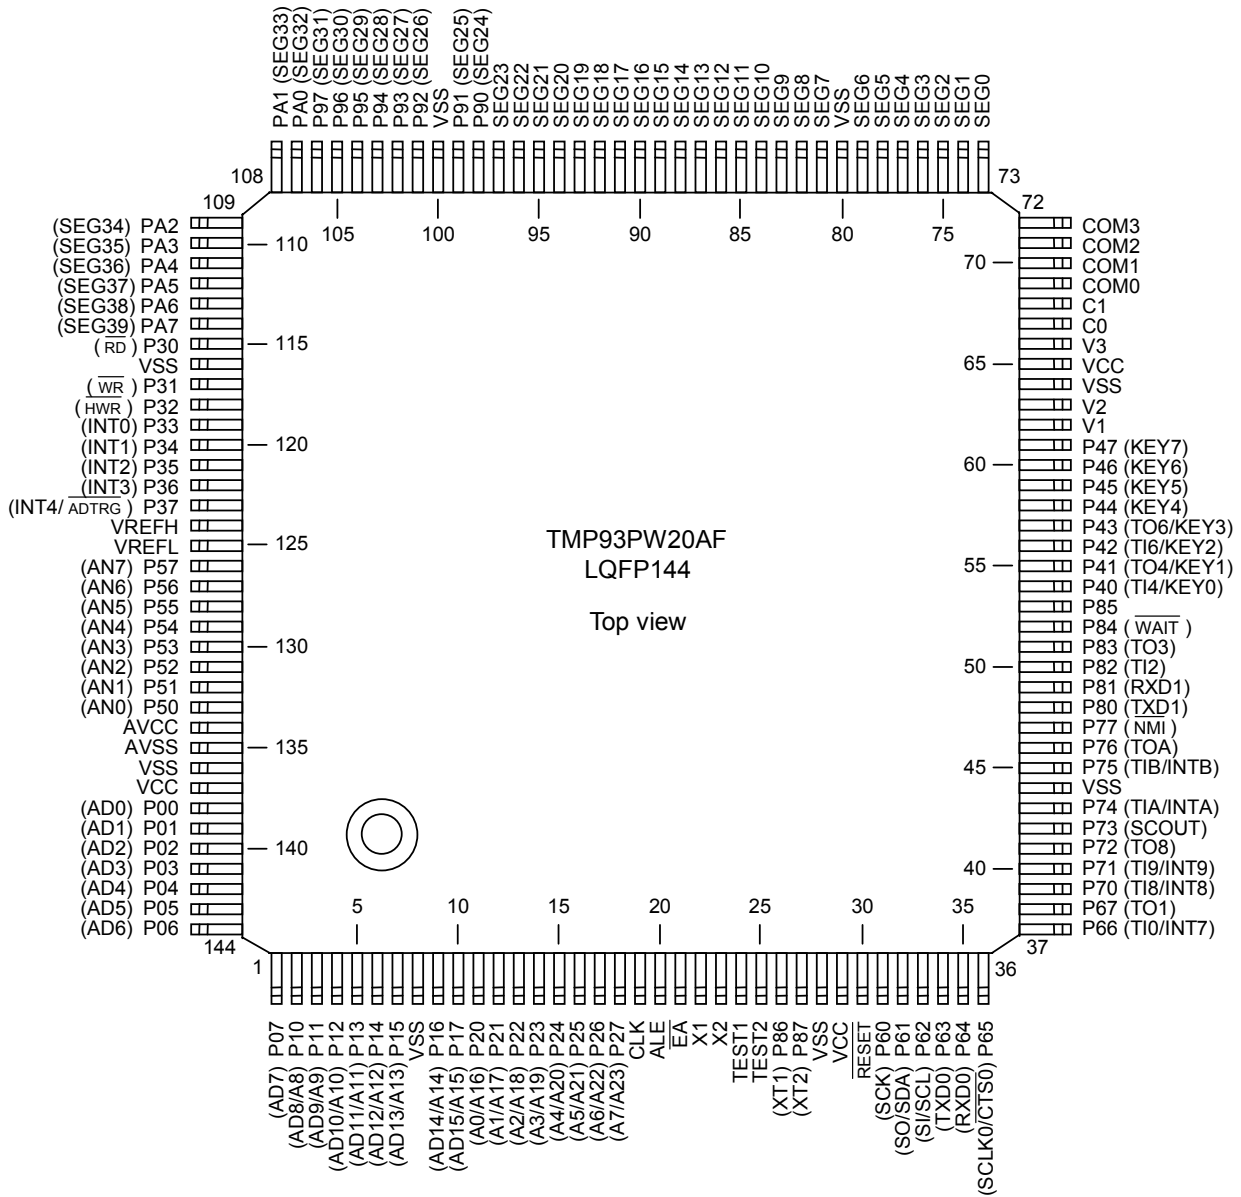 PA1 (SEG33)
PA0 (SEG32)
P97 (SEG31)
P96 (SEG30)
P95 (SEG29)
P94 (SEG28)
P93 (SEG27)
P92 (SEG26)
VSS
P91 (SEG25)
P90 (SEG24)
SEG23
SEG22
SEG21
SEG20
SEG19
SEG18
SEG17
SEG16
SEG15
SEG14
SEG13
SEG12
SEG11
SEG10
SEG9
SEG8
SEG7
VSS
SEG6
SEG5
SEG4
SEG3
SEG2
SEG1
SEG0
108
73
109
72
105
100
95
90
85
80
75
(SEG34) PA2
(SEG35) PA3
(SEG36) PA4
(SEG37) PA5
(SEG38) PA6
(SEG39) PA7
(RD) P30
VSS
(WR) P31
(HWR) P32
(INT0) P33
(INT1) P34
(INT2) P35
(INT3) P36
(INT4/ADTRG) P37
VREFH
VREFL
(AN7) P57
(AN6) P56
(AN5) P55
(AN4) P54
(AN3) P53
(AN2) P52
(AN1) P51
(AN0) P50
AVCC
AVSS
VSS
VCC
(AD0) P00
(AD1) P01
(AD2) P02
(AD3) P03
(AD4) P04
(AD5) P05
(AD6) P06
110
115
120
125
130
135
140
TMP93PW20AF
LQFP144
Top view
70
65
60
55
50
45
40
COM3
COM2
COM1
COM0
C1
C0
V3
VCC
VSS
V2
V1
P47 (KEY7)
P46 (KEY6)
P45 (KEY5)
P44 (KEY4)
P43 (TO6/KEY3)
P42 (TI6/KEY2)
P41 (TO4/KEY1)
P40 (TI4/KEY0)
P85
P84 (WAIT)
P83 (TO3)
P82 (TI2)
P81 (RXD1)
P80 (TXD1)
P77 (NMI)
P76 (TOA)
P75 (TIB/INTB)
VSS
P74 (TIA/INTA)
P73 (SCOUT)
P72 (TO8)
P71 (TI9/INT9)
P70 (TI8/INT8)
P67 (TO1)
P66 (TI0/INT7)
5
10
15
20
25
30
35
144
37
1
36
(AD7) P07
(AD8/A8) P10
(AD9/A9) P11
(AD10/A10) P12
(AD11/A11) P13
(AD12/A12) P14
(AD13/A13) P15
VSS
(AD14/A14) P16
(AD15/A15) P17
(A0/A16) P20
(A1/A17) P21
(A2/A18) P22
(A3/A19) P23
(A4/A20) P24
(A5/A21) P25
(A6/A22) P26
(A7/A23) P27
CLK
ALE
EA
X1
X2
TEST1
TEST2
(XT1) P86
(XT2) P87
VSS
VCC
RESET
(SCK) P60
(SO/SDA) P61
(SI/SCL) P62
(TXD0) P63
(RXD0) P64
(SCLK0/CTS0) P65